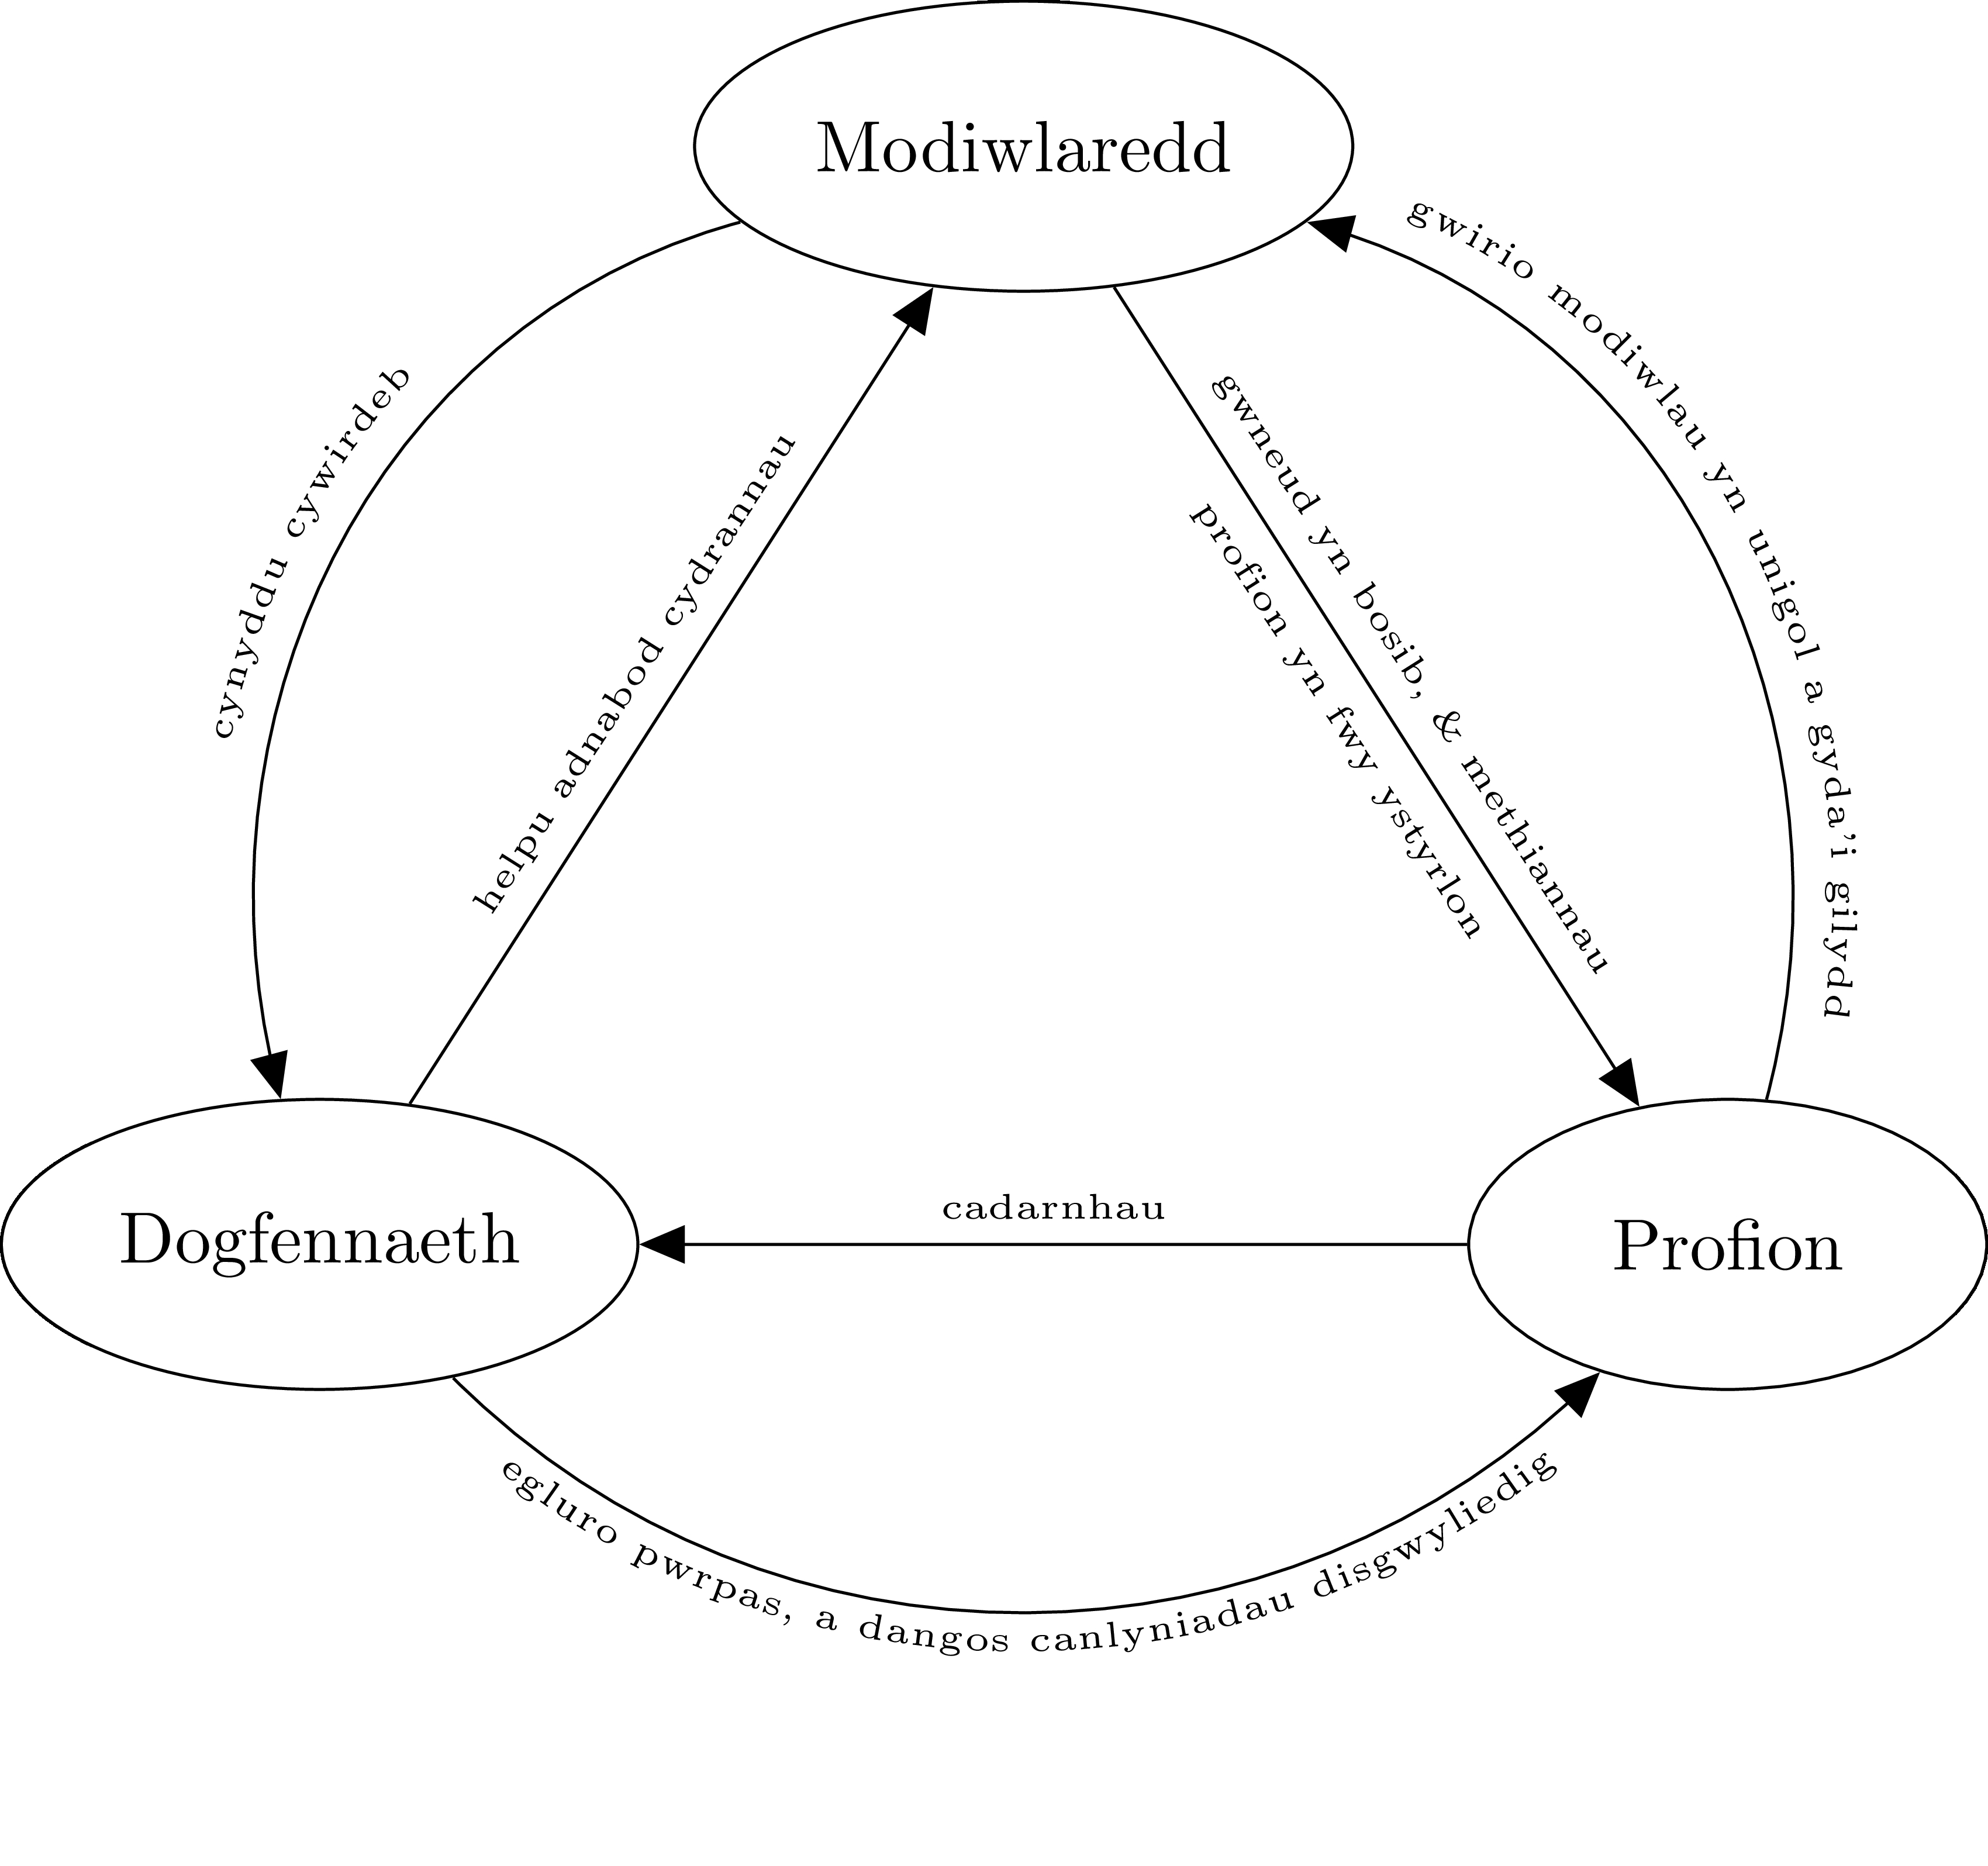 Modiwlaredd
gwirio modiwlau yn unigol a gyda'i gilydd
cynyddu cywirdeb
helpu adnabod cydrannau
gwneud yn bosib, & methiannau
profion yn fwy ystyrlon
cadarnhau
Dogfennaeth
Profion
egluro pwrpas, a dangos canlyniadau disgwyliedig